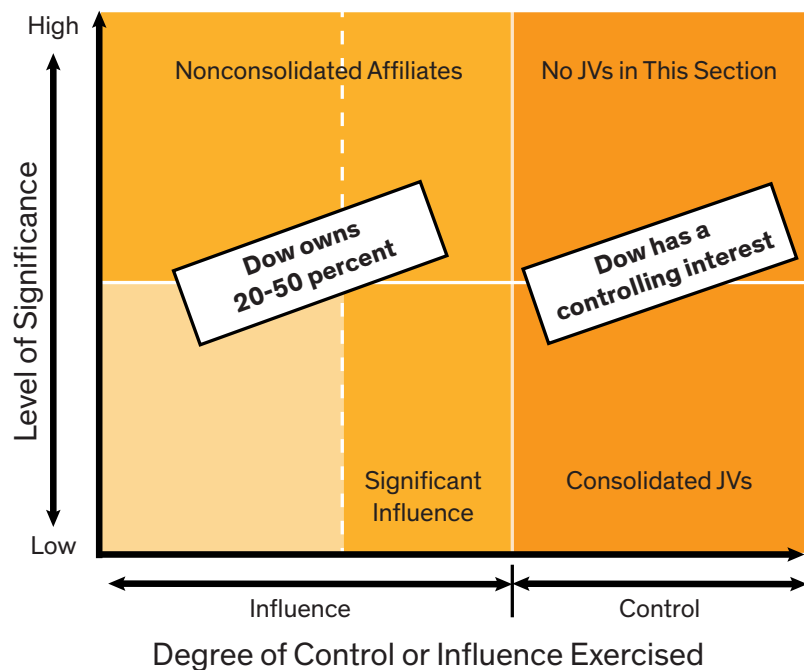 High
Nonconsolidated Affiliates
No JVs in This Section
Level of Significance
Dow owns
20-50 percent
Dow has a
controlling interest
Significant
Influence
Consolidated JVs
Low
Influence
Control
Degree of Control or Influence Exercised